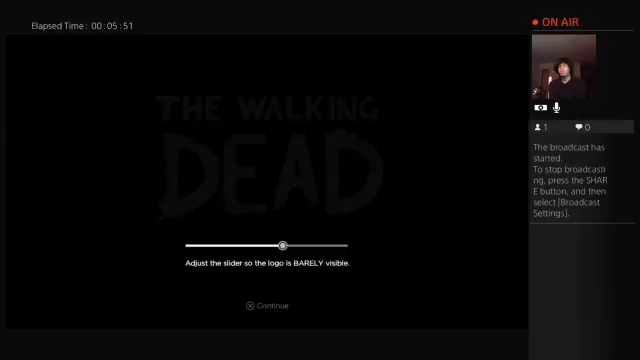 Elapsed Time : 00:05:51
ON AIR
THE WALKING
DEAD
1
0
The broadcast has
started.
To stop broadcasti
ng, press the SHAR
E button, and then
select [Broadcast
Settings].
Adjust the slider so the logo is BARELY visible.
Continue